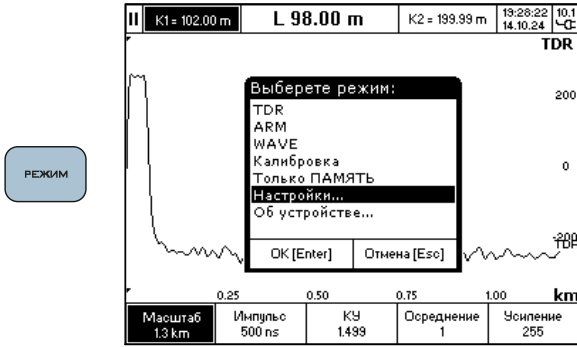 K1 = 102.00 m
L 98.00 m
K2 = 199.99 m
19:28:22
14.10.24
10.1
TDR
200
Выберете режим:
TDR
ARM
WAVE
Калибровка
Только ПАМЯТЬ
Настройки...
Об устройстве...
OK [Enter]
Отмена [Esc]
РЕЖИМ
0
-200
TDR
0.25
0.50
0.75
1.00
km
Масштаб
1.3 km
Импульс
500 ns
КУ
1.499
Осреднение
1
Усиление
255